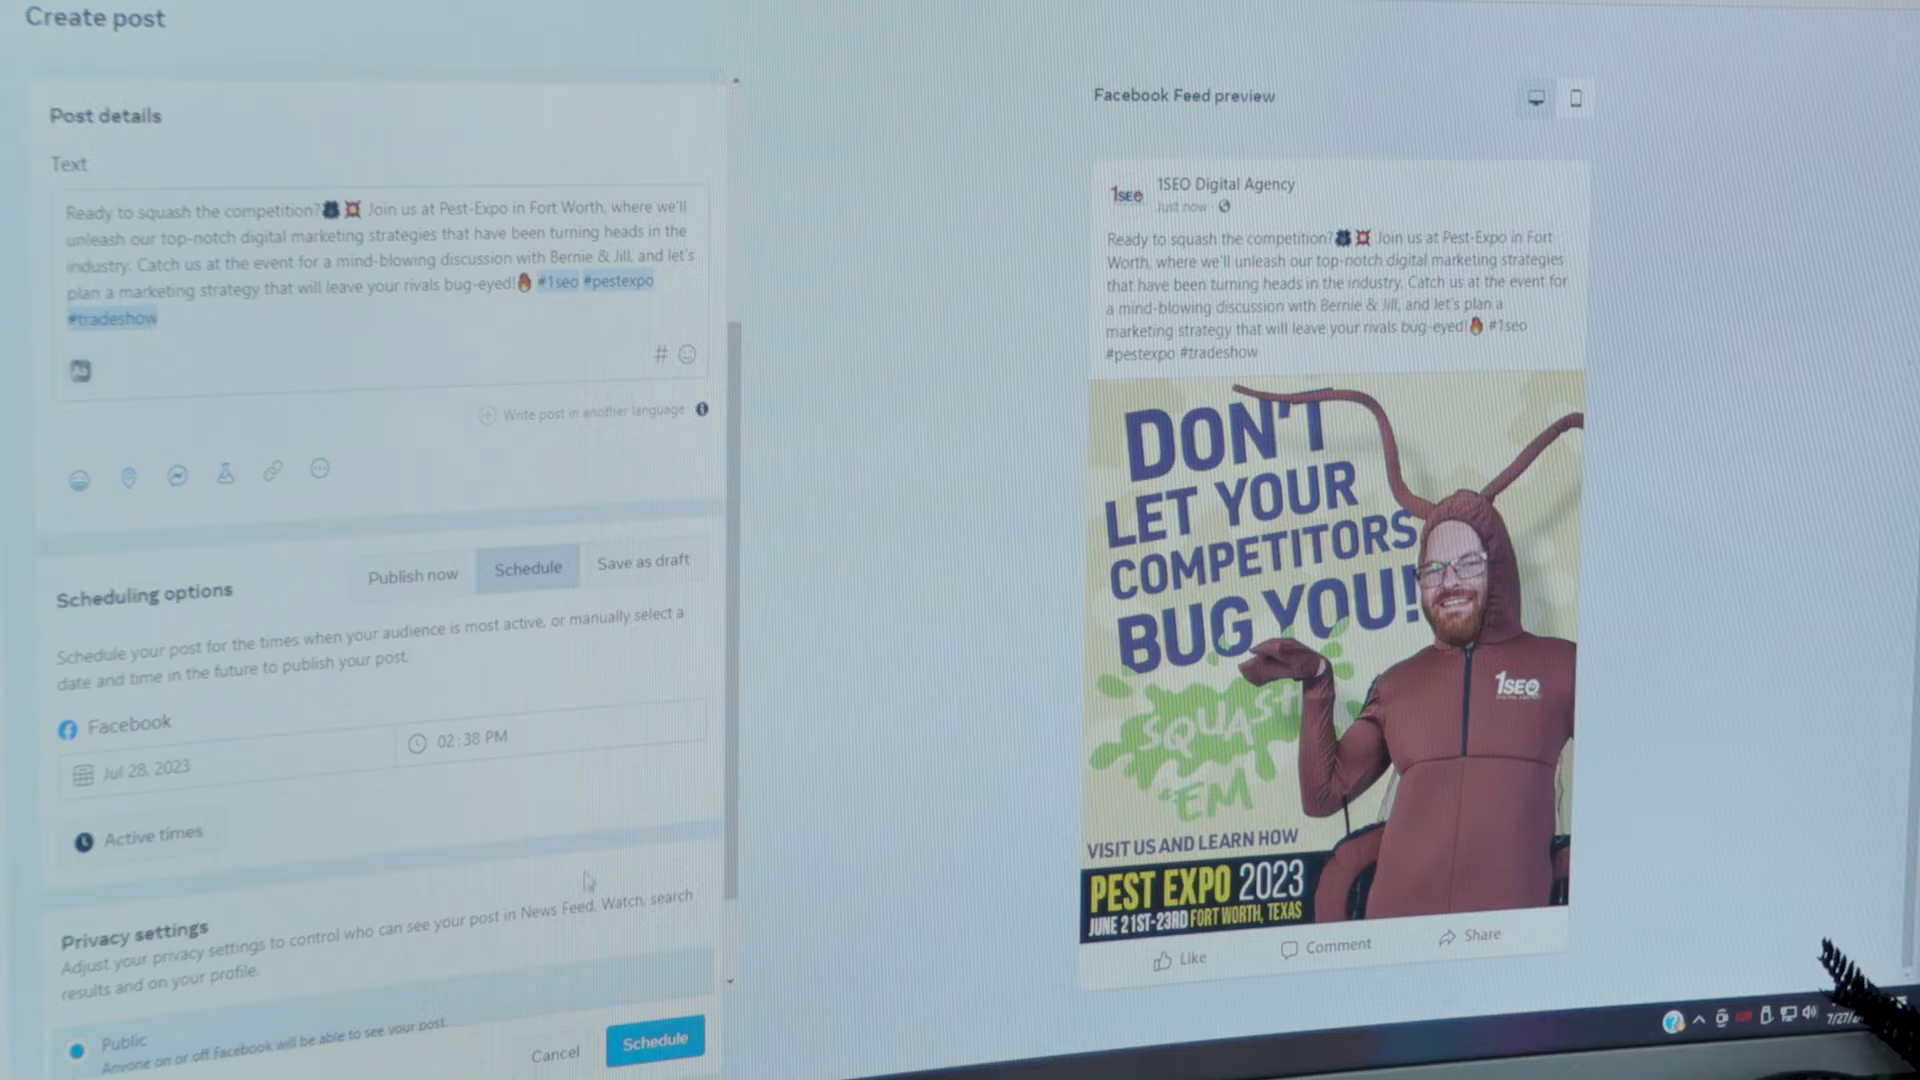 Create post
Post details
Text
Ready to squash the competition? Join us at Pest-Expo in Fort Worth, where we'll
unleash our top-notch digital marketing strategies that have been turning heads in the
industry. Catch us at the event for a mind-blowing discussion with Bernie & Jill, and let's
plan a marketing strategy that will leave your rivals bug-eyed! #1seo #pestexpo
#tradeshow
#
Write post in another language
Scheduling options
Publish now
Schedule
Save as draft
Schedule your post for the times when your audience is most active, or manually select a
date and time in the future to publish your post.
Facebook
Jul 28, 2023
02:38 PM
Active times
Privacy settings
Adjust your privacy settings to control who can see your post in News Feed, Watch, search
results and on your profile.
Public
Anyone on or off Facebook will be able to see your post.
Cancel
Schedule
Facebook Feed preview
1SEO
1SEO Digital Agency
Just now
Ready to squash the competition? Join us at Pest-Expo in Fort
Worth, where we'll unleash our top-notch digital marketing strategies
that have been turning heads in the industry. Catch us at the event for
a mind-blowing discussion with Bernie & Jill, and let's plan a
marketing strategy that will leave your rivals bug-eyed! #1seo
#pestexpo #tradeshow
DON'T
LET YOUR
COMPETITORS
BUG YOU!
SQUASH
'EM
1SEO
VISIT US AND LEARN HOW
PEST EXPO 2023
JUNE 21ST-23RD FORT WORTH, TEXAS
Like
Comment
Share
7/27/